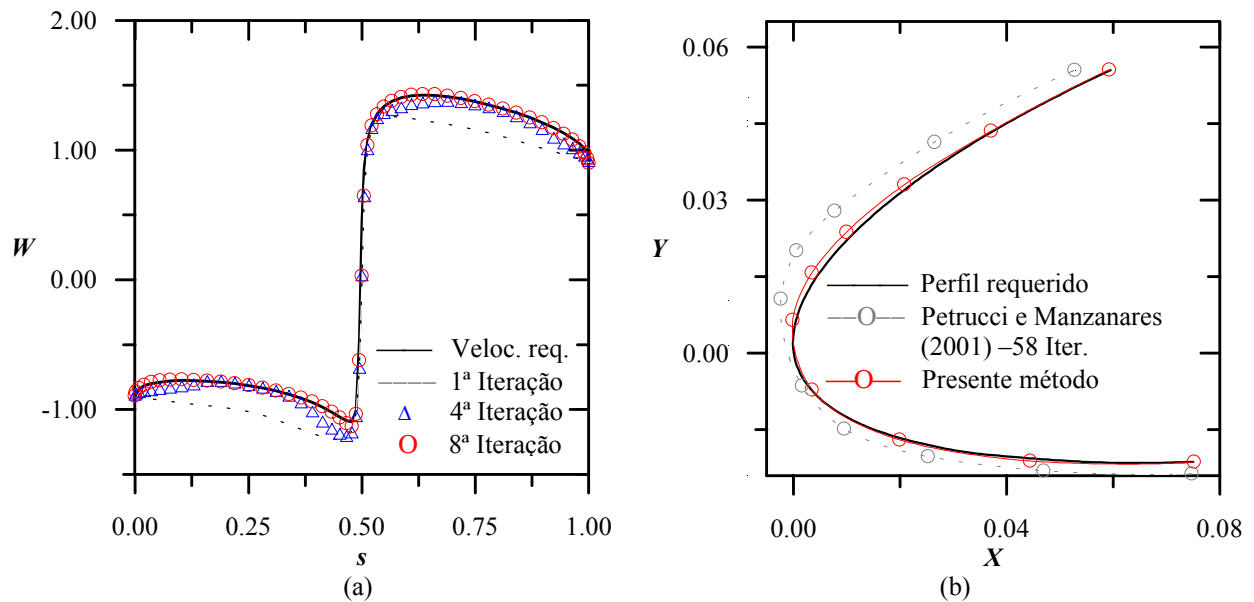 2.00
1.00
W
0.00
-1.00
Veloc. req.
1ª Iteração
4ª Iteração
8ª Iteração
0.00
0.25
0.50
0.75
1.00
s
(a)
0.06
0.03
Y
0.00
Perfil requerido
Petrucci e Manzanares
(2001) –58 Iter.
Presente método
0.00
0.04
0.08
X
(b)